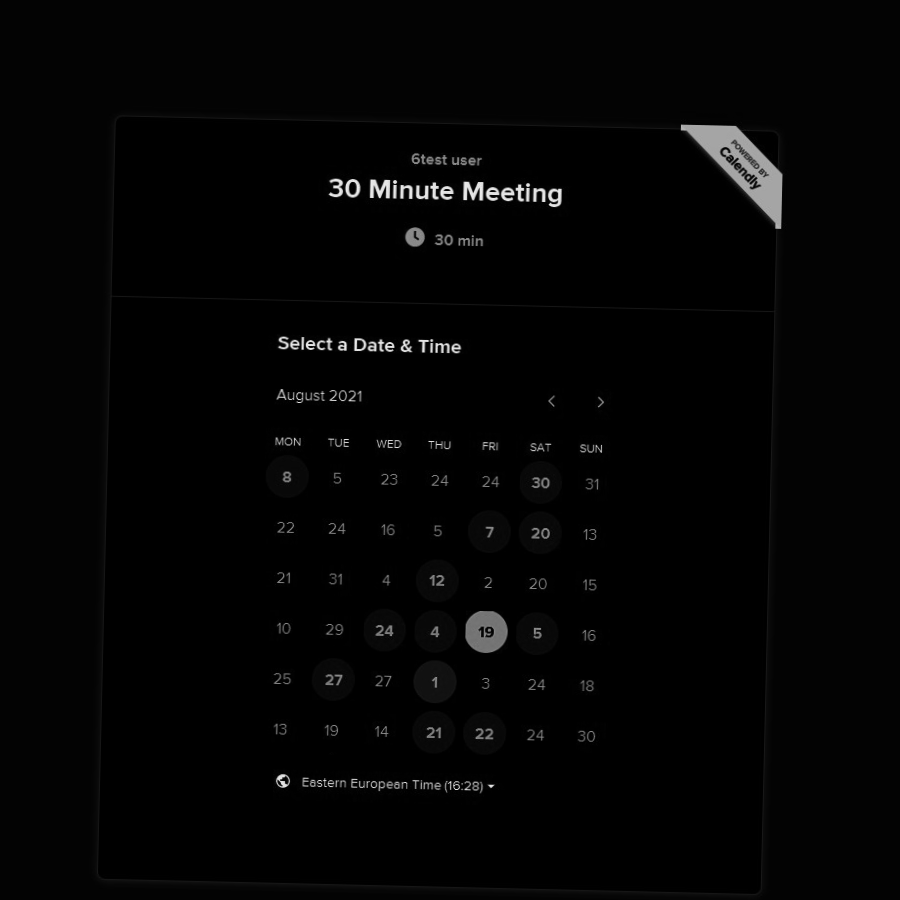 POWERED BY
Calendly
6test user
30 Minute Meeting
30 min
Select a Date & Time
August 2021
MON TUE WED THU FRI SAT SUN
8 5 23 24 24 30 31
22 24 16 5 7 20 13
21 31 4 12 2 20 15
10 29 24 4 19 5 16
25 27 27 1 3 24 18
13 19 14 21 22 24 30
Eastern European Time (16:28)